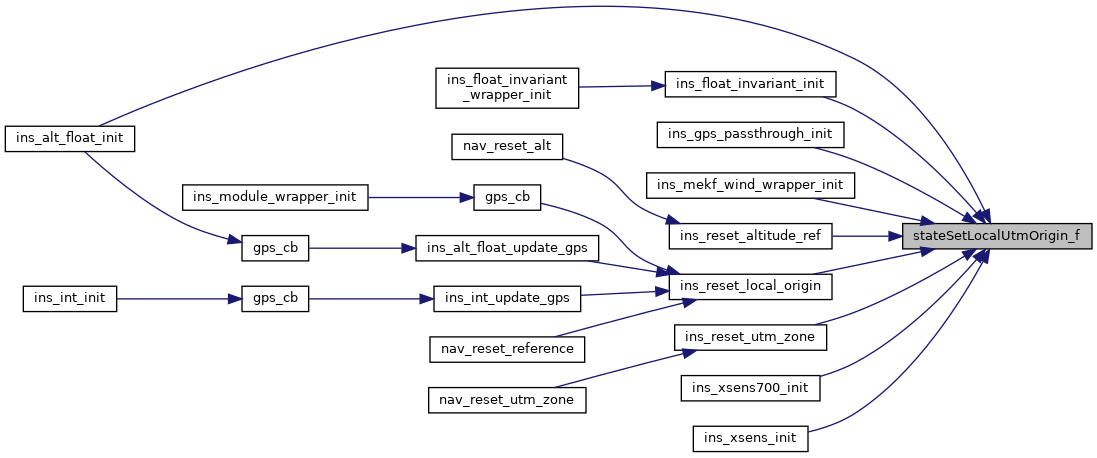 ins_float_invariant
_wrapper_init
ins_float_invariant_init
ins_alt_float_init
ins_gps_passthrough_init
nav_reset_alt
ins_mekf_wind_wrapper_init
ins_module_wrapper_init
gps_cb
ins_reset_altitude_ref
stateSetLocalUtmOrigin_f
gps_cb
ins_alt_float_update_gps
ins_reset_local_origin
ins_int_init
gps_cb
ins_int_update_gps
nav_reset_reference
ins_reset_utm_zone
nav_reset_utm_zone
ins_xsens700_init
ins_xsens_init